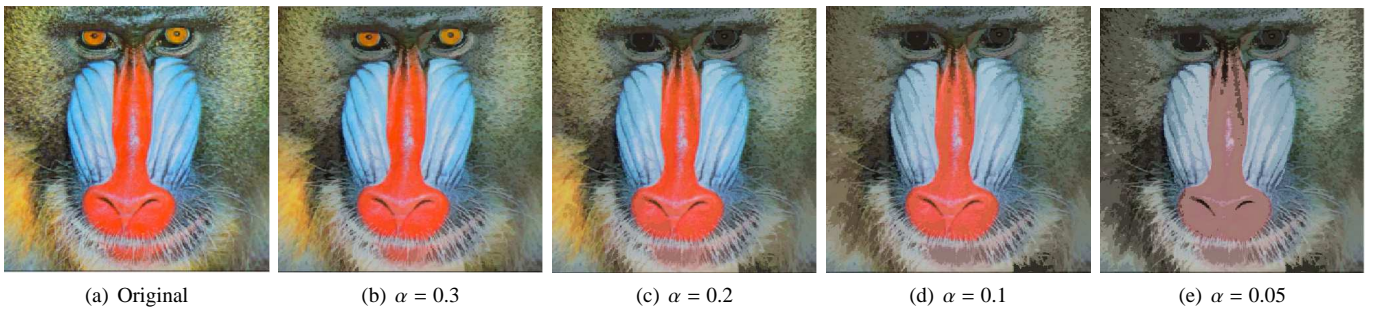 (a) Original
(b) α = 0.3
(c) α = 0.2
(d) α = 0.1
(e) α = 0.05